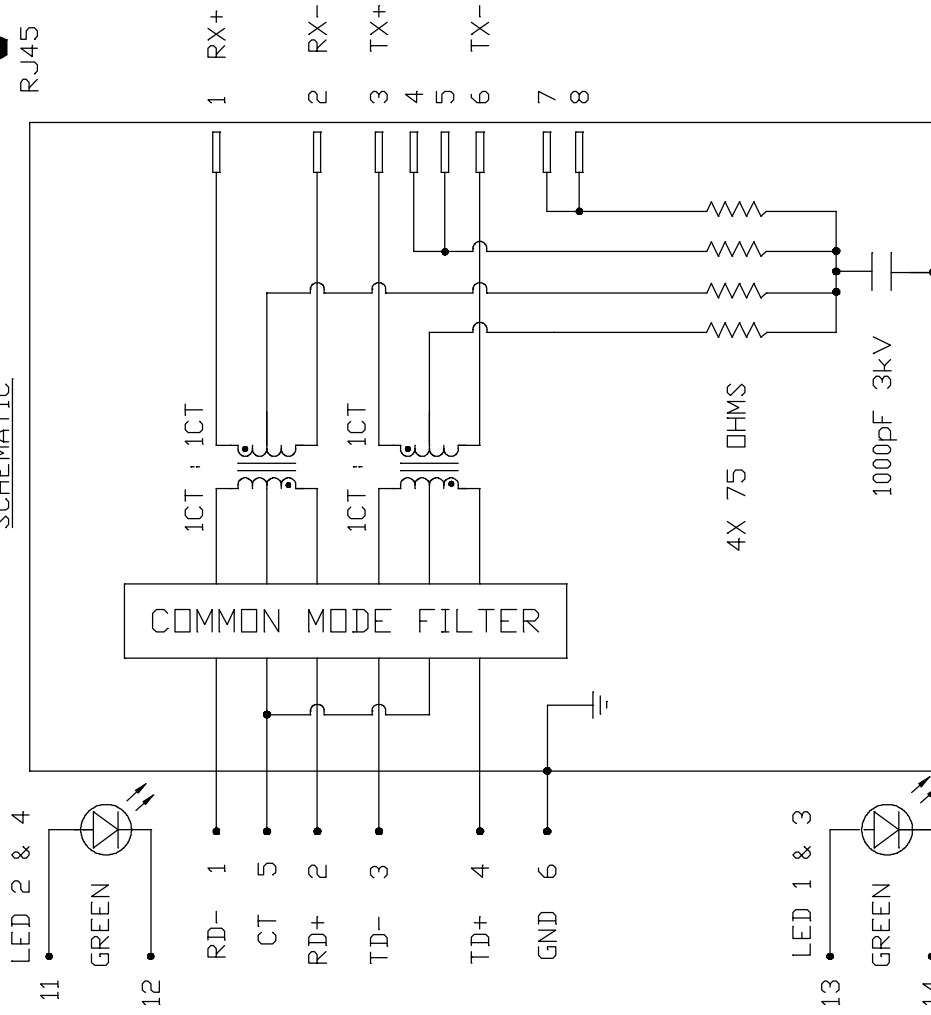 SCHEMATIC
RJ45
1 RX+
2 RX-
3 TX+
4
5
6 TX-
7
8
1CT : 1CT
1CT : 1CT
4X 75 OHMS
1000pF 3kV
COMMON MODE FILTER
RD- 1
CT 5
RD+ 2
TD- 3
TD+ 4
GND 6
LED 2 & 4
GREEN
11
12
LED 1 & 3
GREEN
13
14